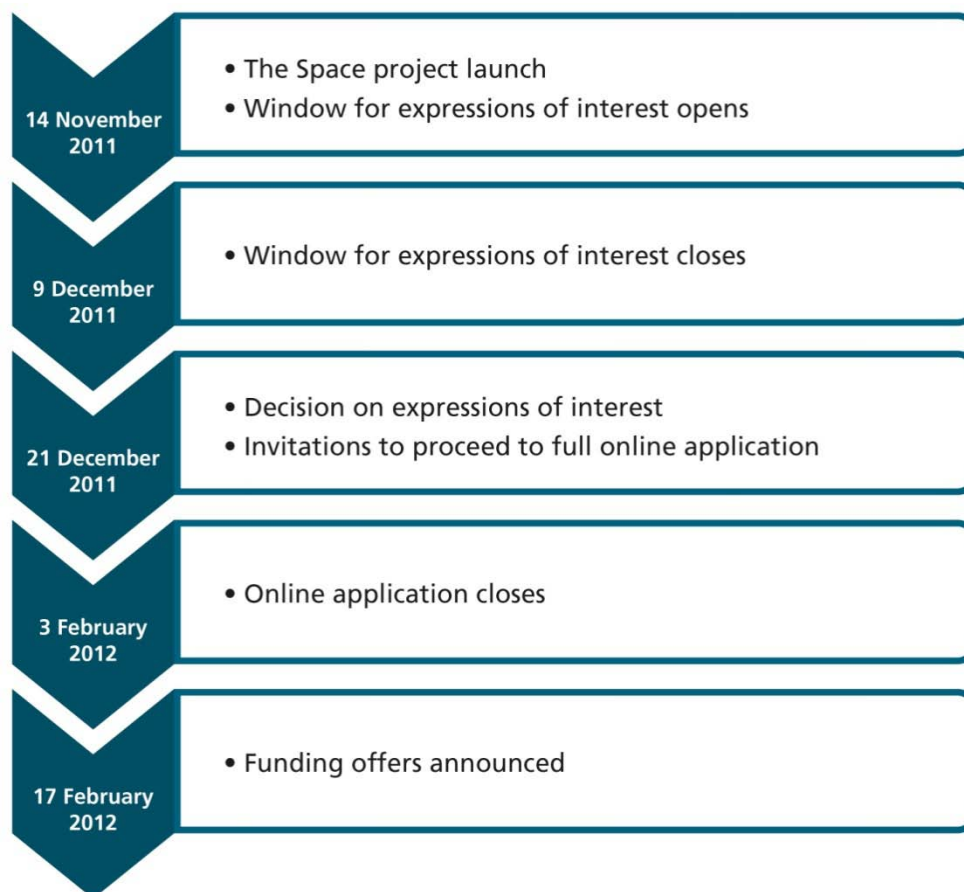 14 November
2011
• The Space project launch
• Window for expressions of interest opens
9 December
2011
• Window for expressions of interest closes
21 December
2011
• Decision on expressions of interest
• Invitations to proceed to full online application
3 February
2012
• Online application closes
17 February
2012
• Funding offers announced